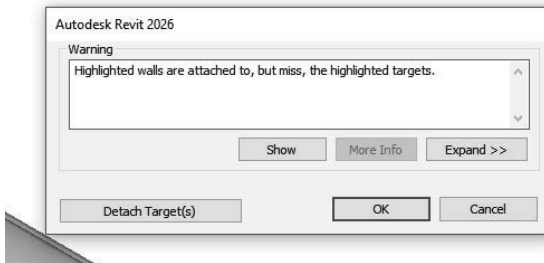 Autodesk Revit 2026
Warning
Highlighted walls are attached to, but miss, the highlighted targets.
Show More Info Expand >>
Detach Target(s) OK Cancel